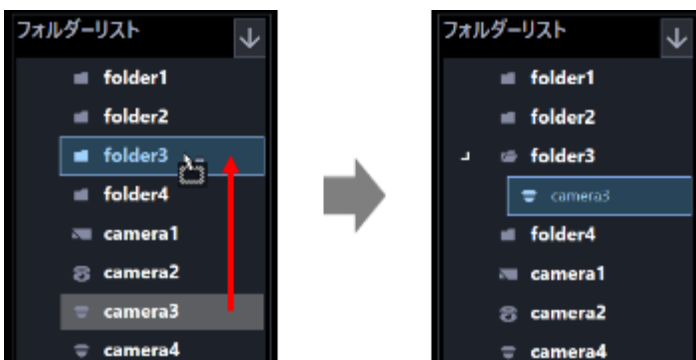 フォルダーリスト
folder1
folder2
folder3
folder4
camera1
camera2
camera3
camera4
フォルダーリスト
folder1
folder2
folder3
camera3
folder4
camera1
camera2
camera4